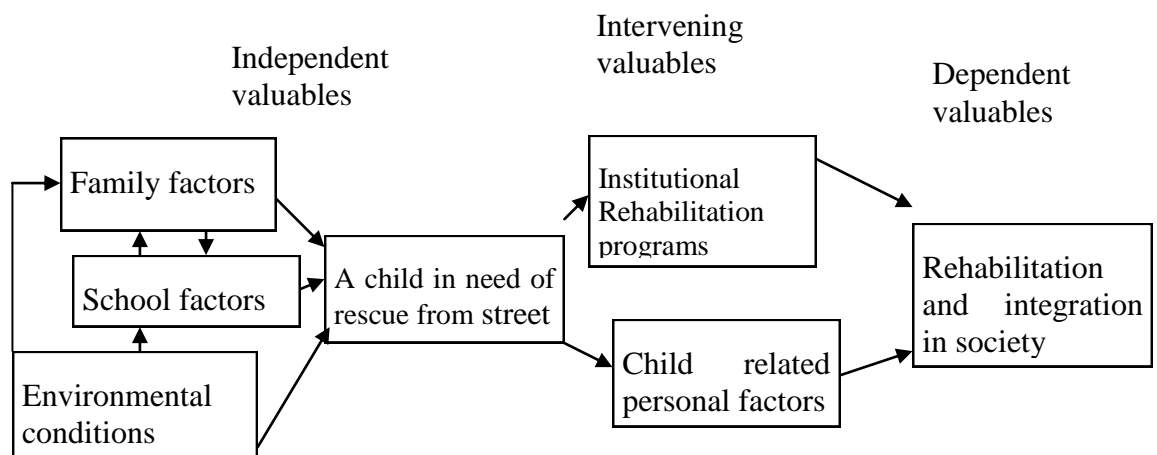 Independent
valuables
Intervening
valuables
Dependent
valuables
Family factors
School factors
Environmental
conditions
A child in need of
rescue from street
Institutional
Rehabilitation
programs
Child related
personal factors
Rehabilitation
and integration
in society